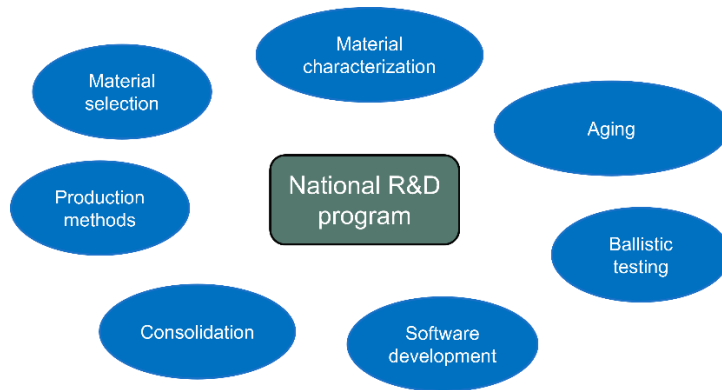 Material
characterization
Material
selection
Aging
National R&D
program
Production
methods
Ballistic
testing
Consolidation
Software
development